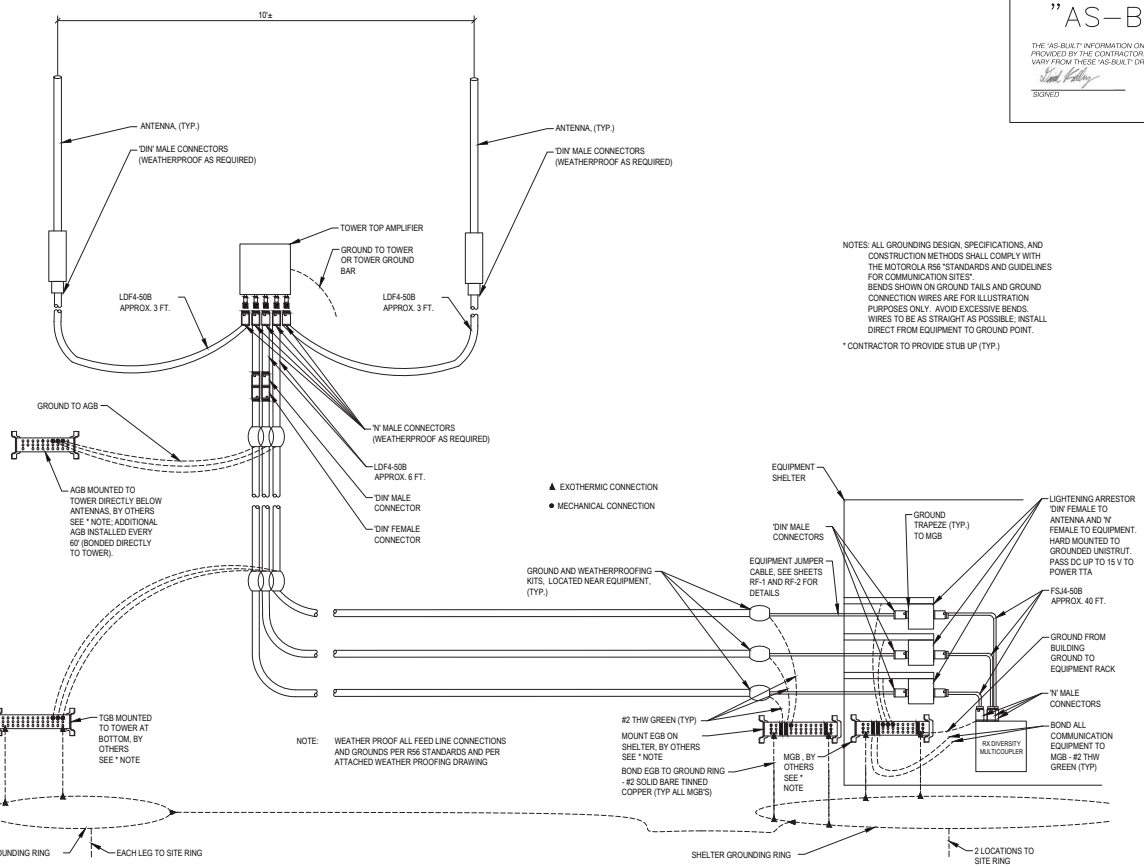 10'±
"AS-B
THE "AS-BUILT" INFORMATION ON
PROVIDED BY THE CONTRACTOR.
VARY FROM THESE "AS-BUILT" DR
SIGNED
ANTENNA, (TYP.)
'DIN' MALE CONNECTORS
(WEATHERPROOF AS REQUIRED)
ANTENNA, (TYP.)
'DIN' MALE CONNECTORS
(WEATHERPROOF AS REQUIRED)
TOWER TOP AMPLIFIER
GROUND TO TOWER
OR TOWER GROUND
BAR
LDF4-50B
APPROX. 3 FT.
LDF4-50B
APPROX. 3 FT.
NOTES: ALL GROUNDING DESIGN, SPECIFICATIONS, AND
CONSTRUCTION METHODS SHALL COMPLY WITH
THE MOTOROLA R56 "STANDARDS AND GUIDELINES
FOR COMMUNICATION SITES".
BENDS SHOWN ON GROUND TAILS AND GROUND
CONNECTION WIRES ARE FOR ILLUSTRATION
PURPOSES ONLY. AVOID EXCESSIVE BENDS.
WIRES TO BE AS STRAIGHT AS POSSIBLE; INSTALL
DIRECT FROM EQUIPMENT TO GROUND POINT.
* CONTRACTOR TO PROVIDE STUB UP (TYP.)
GROUND TO AGB
'N' MALE CONNECTORS
(WEATHERPROOF AS REQUIRED)
LDF4-50B
APPROX. 6 FT.
'DIN' MALE
CONNECTOR
'DIN' FEMALE
CONNECTOR
AGB MOUNTED TO
TOWER DIRECTLY BELOW
ANTENNAS, BY OTHERS
SEE * NOTE; ADDITIONAL
AGB INSTALLED EVERY
60' (BONDED DIRECTLY
TO TOWER).
▲ EXOTHERMIC CONNECTION
● MECHANICAL CONNECTION
EQUIPMENT
SHELTER
'DIN' MALE
CONNECTORS
GROUND
TRAPEZE (TYP.)
TO MGB
LIGHTENING ARRESTOR
'DIN' FEMALE TO
ANTENNA AND 'N'
FEMALE TO EQUIPMENT.
HARD MOUNTED TO
GROUNDED UNISTRUT.
PASS DC UP TO 15 V TO
POWER TTA
GROUND AND WEATHERPROOFING
KITS, LOCATED NEAR EQUIPMENT,
(TYP.)
EQUIPMENT JUMPER
CABLE, SEE SHEETS
RF-1 AND RF-2 FOR
DETAILS
FSJ4-50B
APPROX. 40 FT.
GROUND FROM
BUILDING
GROUND TO
EQUIPMENT RACK
'N' MALE
CONNECTORS
BOND ALL
COMMUNICATION
EQUIPMENT TO
MGB - #2 THW
GREEN (TYP)
RX DIVERSITY
MULTICOUPLER
TGB MOUNTED
TO TOWER AT
BOTTOM, BY
OTHERS
SEE * NOTE
NOTE: WEATHER PROOF ALL FEED LINE CONNECTIONS
AND GROUNDS PER R56 STANDARDS AND PER
ATTACHED WEATHER PROOFING DRAWING
#2 THW GREEN (TYP)
MOUNT EGB ON
SHELTER, BY OTHERS
SEE * NOTE
BOND EGB TO GROUND RING
- #2 SOLID BARE TINNED
COPPER (TYP ALL MGB'S)
MGB , BY
OTHERS
SEE *
NOTE
OUNDING RING
EACH LEG TO SITE RING
SHELTER GROUNDING RING
2 LOCATIONS TO
SITE RING